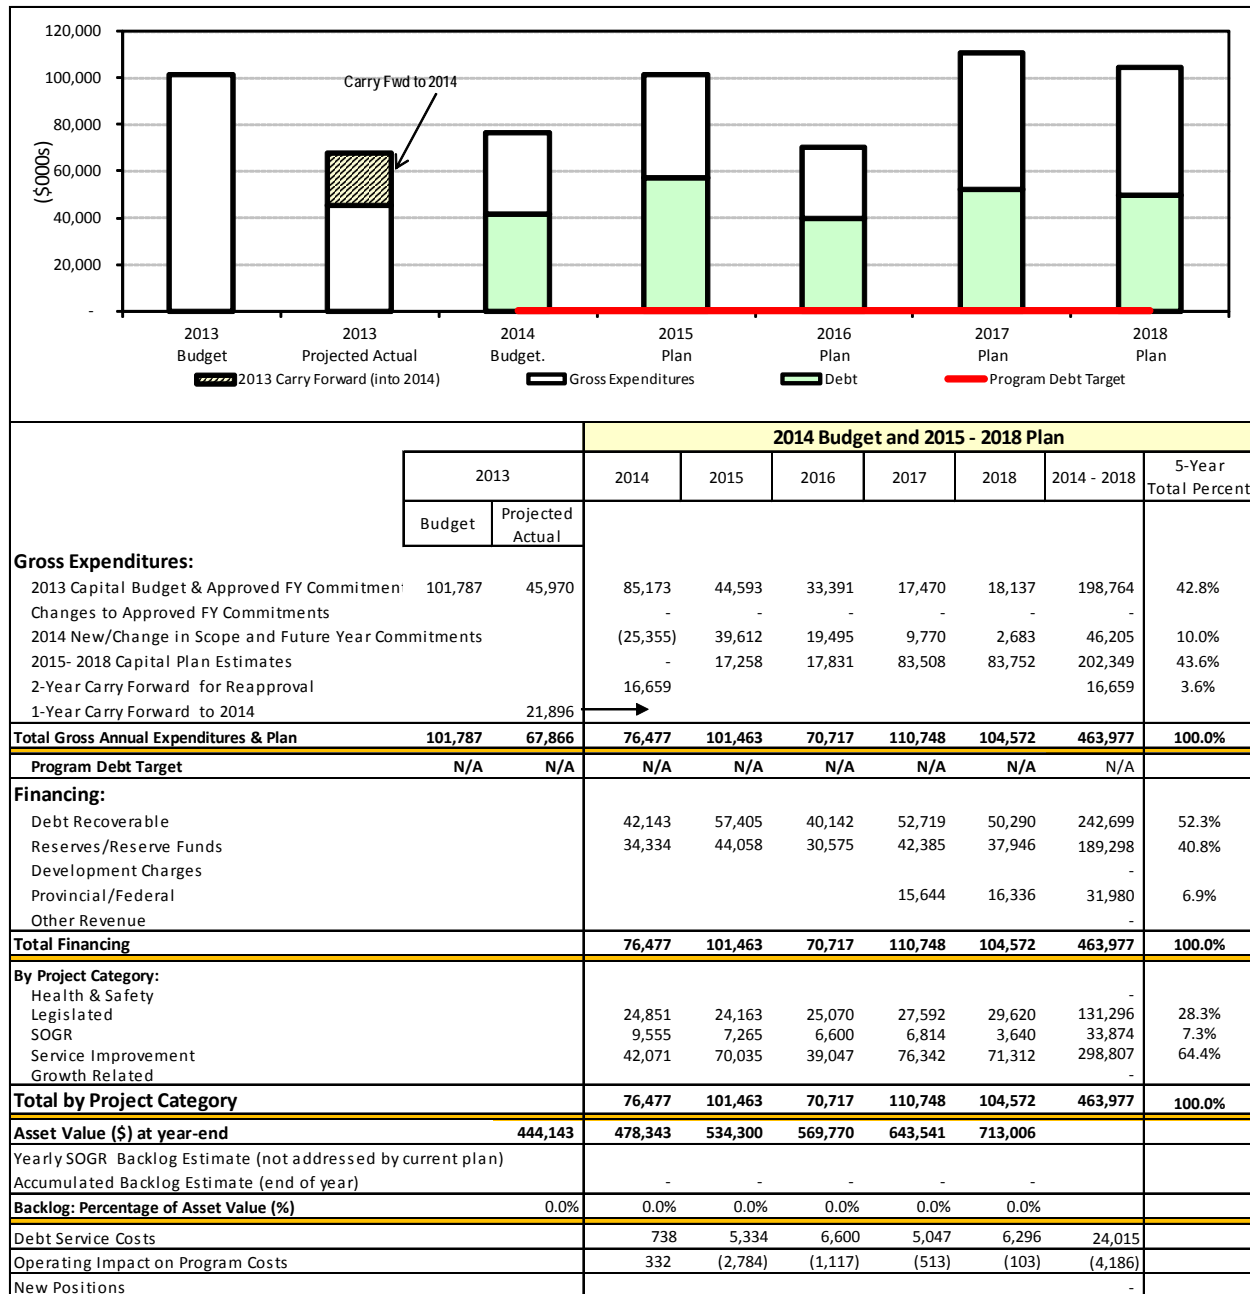 120,000
100,000
80,000
60,000
40,000
20,000
-
($000s)
Carry Fwd to 2014
2013 Budget
2013 Projected Actual
2014 Budget.
2015 Plan
2016 Plan
2017 Plan
2018 Plan
2013 Carry Forward (into 2014) Gross Expenditures Debt Program Debt Target
2014 Budget and 2015 - 2018 Plan
2013 2014 2015 2016 2017 2018 2014 - 2018 5-Year Total Percent
Budget Projected Actual
Gross Expenditures:
2013 Capital Budget & Approved FY Commitment 101,787 45,970 85,173 44,593 33,391 17,470 18,137 198,764 42.8%
Changes to Approved FY Commitments - - - - - -
2014 New/Change in Scope and Future Year Commitments (25,355) 39,612 19,495 9,770 2,683 46,205 10.0%
2015- 2018 Capital Plan Estimates - 17,258 17,831 83,508 83,752 202,349 43.6%
2-Year Carry Forward for Reapproval 16,659 16,659 3.6%
1-Year Carry Forward to 2014 21,896
Total Gross Annual Expenditures & Plan 101,787 67,866 76,477 101,463 70,717 110,748 104,572 463,977 100.0%
Program Debt Target N/A N/A N/A N/A N/A N/A N/A N/A
Financing:
Debt Recoverable 42,143 57,405 40,142 52,719 50,290 242,699 52.3%
Reserves/Reserve Funds 34,334 44,058 30,575 42,385 37,946 189,298 40.8%
Development Charges -
Provincial/Federal 15,644 16,336 31,980 6.9%
Other Revenue -
Total Financing 76,477 101,463 70,717 110,748 104,572 463,977 100.0%
By Project Category:
Health & Safety -
Legislated 24,851 24,163 25,070 27,592 29,620 131,296 28.3%
SOGR 9,555 7,265 6,600 6,814 3,640 33,874 7.3%
Service Improvement 42,071 70,035 39,047 76,342 71,312 298,807 64.4%
Growth Related -
Total by Project Category 76,477 101,463 70,717 110,748 104,572 463,977 100.0%
Asset Value ($) at year-end 444,143 478,343 534,300 569,770 643,541 713,006
Yearly SOGR Backlog Estimate (not addressed by current plan)
Accumulated Backlog Estimate (end of year) - - - - -
Backlog: Percentage of Asset Value (%) 0.0% 0.0% 0.0% 0.0% 0.0% 0.0%
Debt Service Costs 738 5,334 6,600 5,047 6,296 24,015
Operating Impact on Program Costs 332 (2,784) (1,117) (513) (103) (4,186)
New Positions -